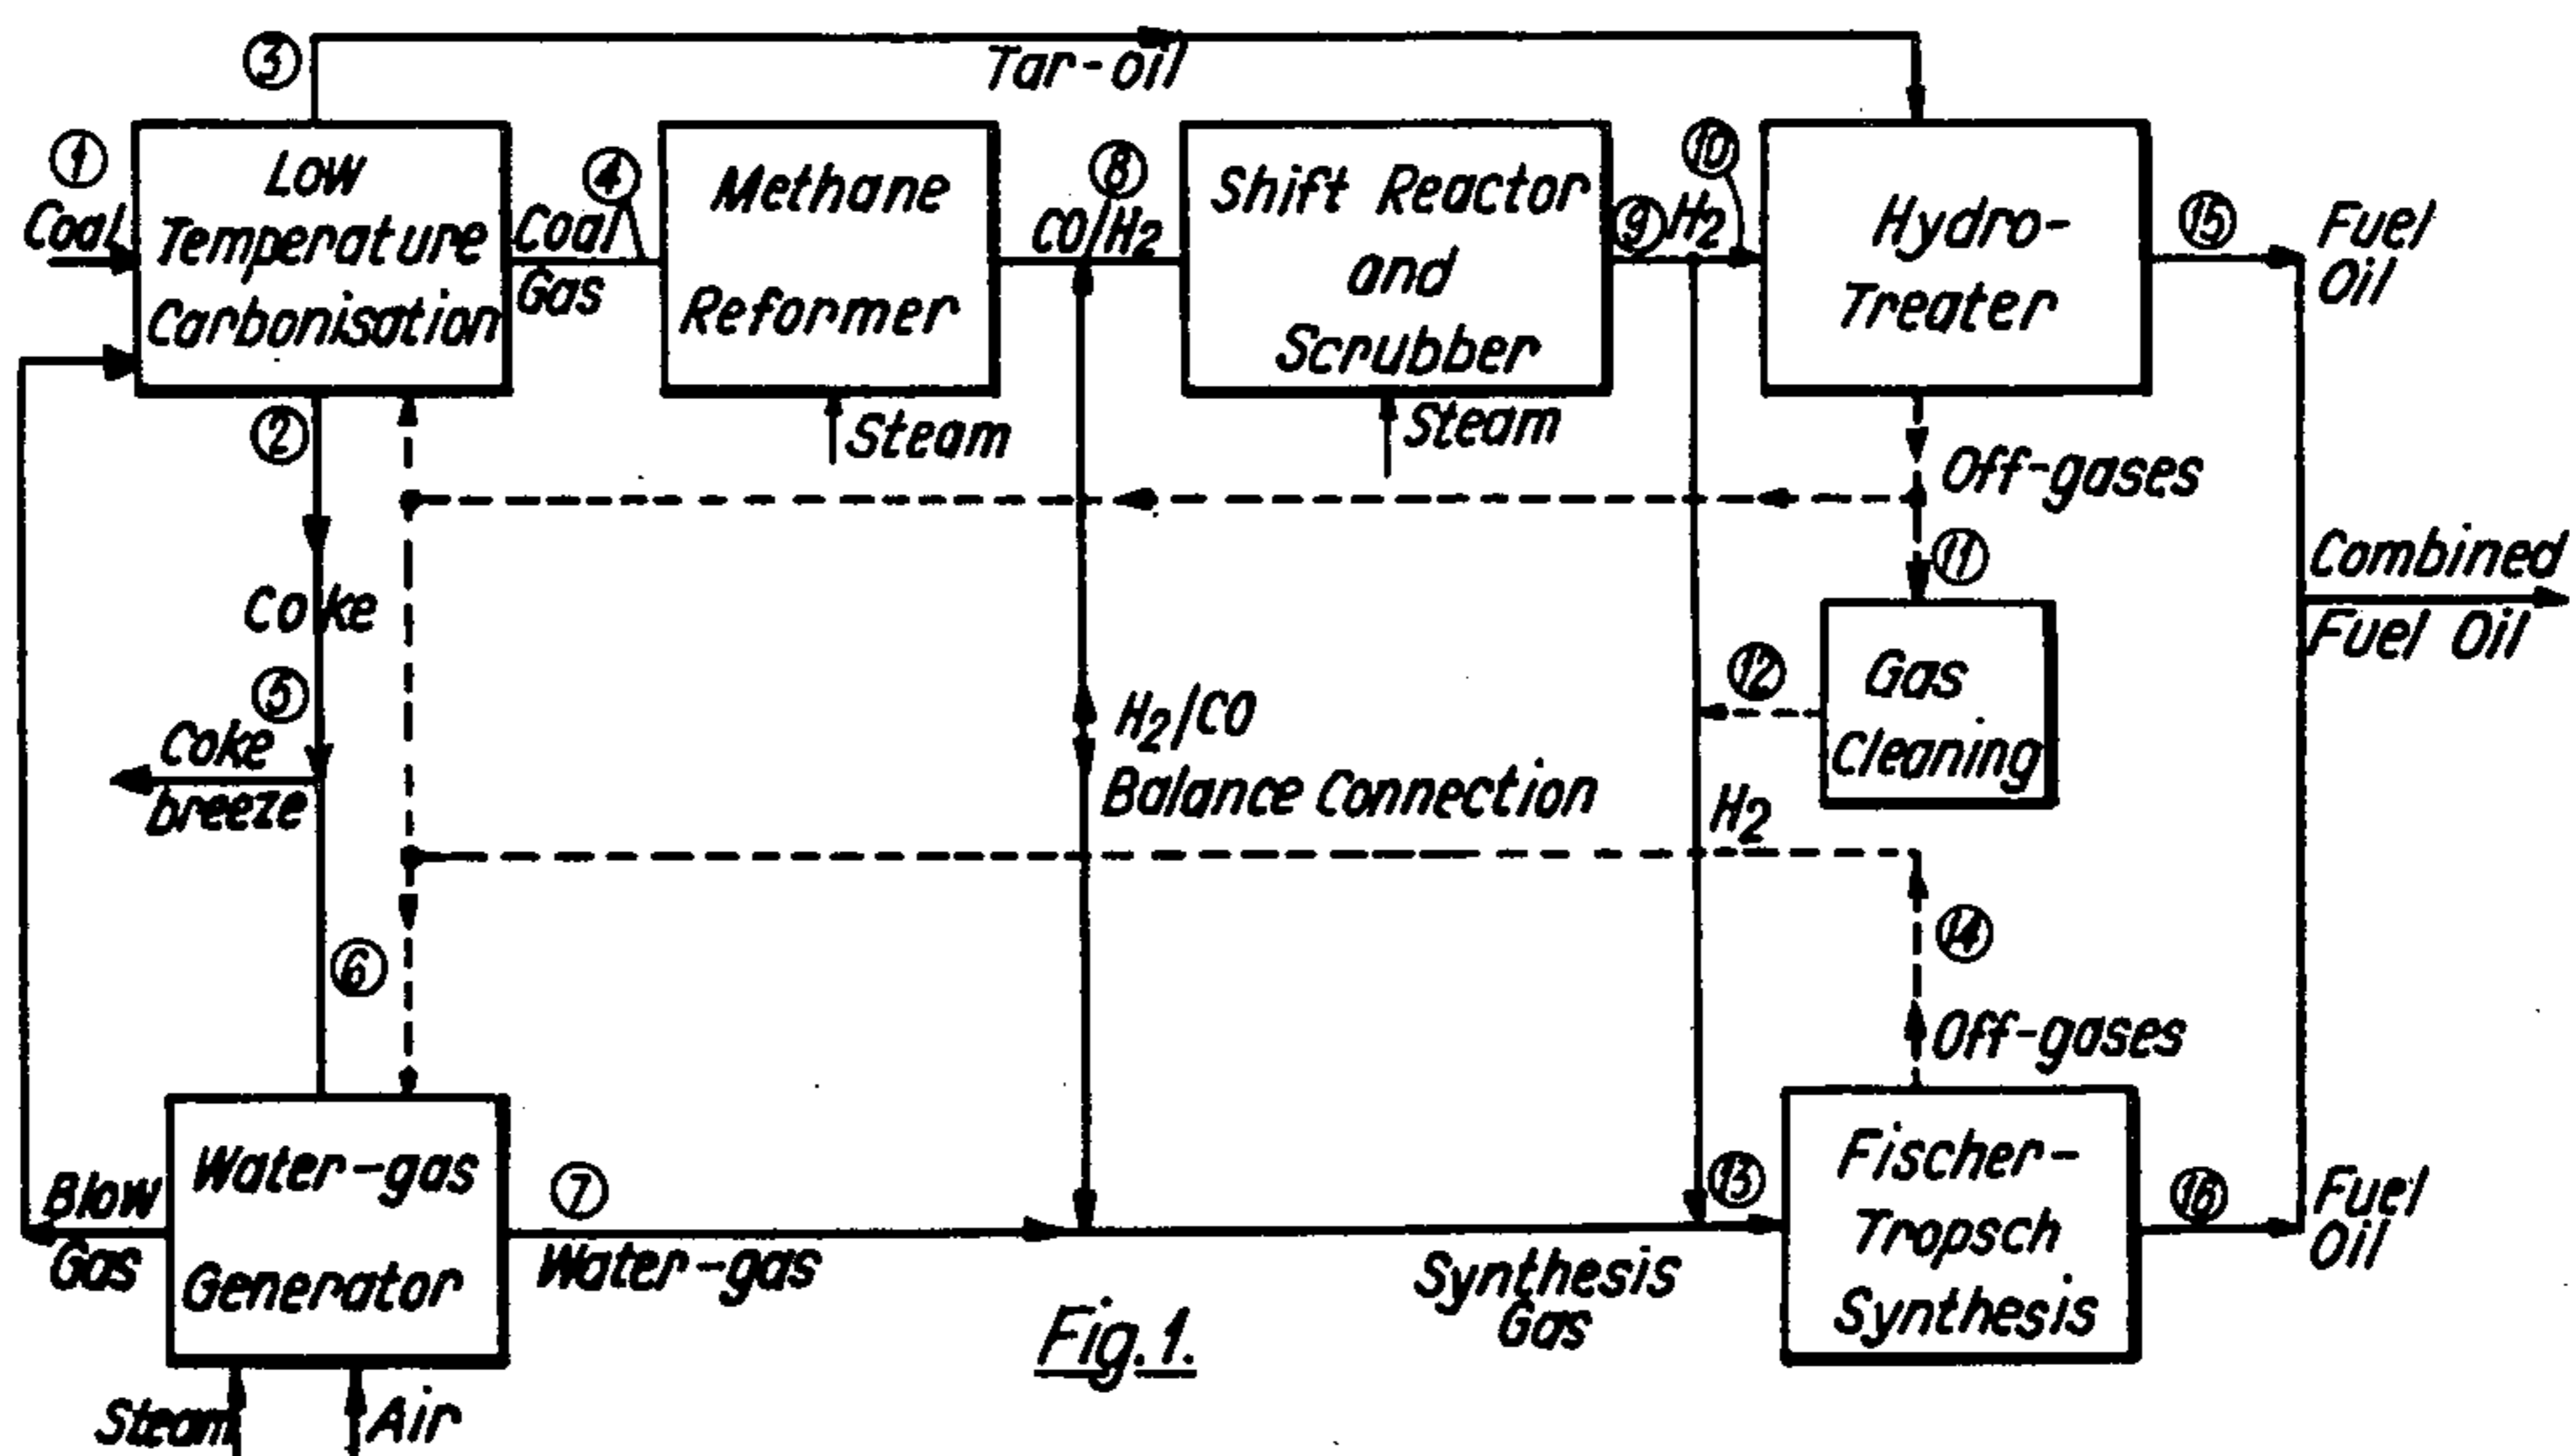 ③
Tar-oil
①
Coal
Low
Temperature
Carbonisation
④
Coal
Gas
Methane
Reformer
Steam
⑧
CO/H₂
Shift Reactor
and
Scrubber
Steam
⑨ H₂
⑩
Hydro-
Treater
⑮
Fuel
Oil
②
Coke
⑤
Coke
breeze
⑥
Off-gases
⑪
Gas
Cleaning
⑫
H₂
H₂/CO
Balance Connection
Combined
Fuel Oil
⑭
Off-gases
Blow
Gas
Water-gas
Generator
Steam
Air
⑦
Water-gas
Synthesis
Gas
⑬
Fischer-
Tropsch
Synthesis
⑯
Fuel
Oil
Fig.1.